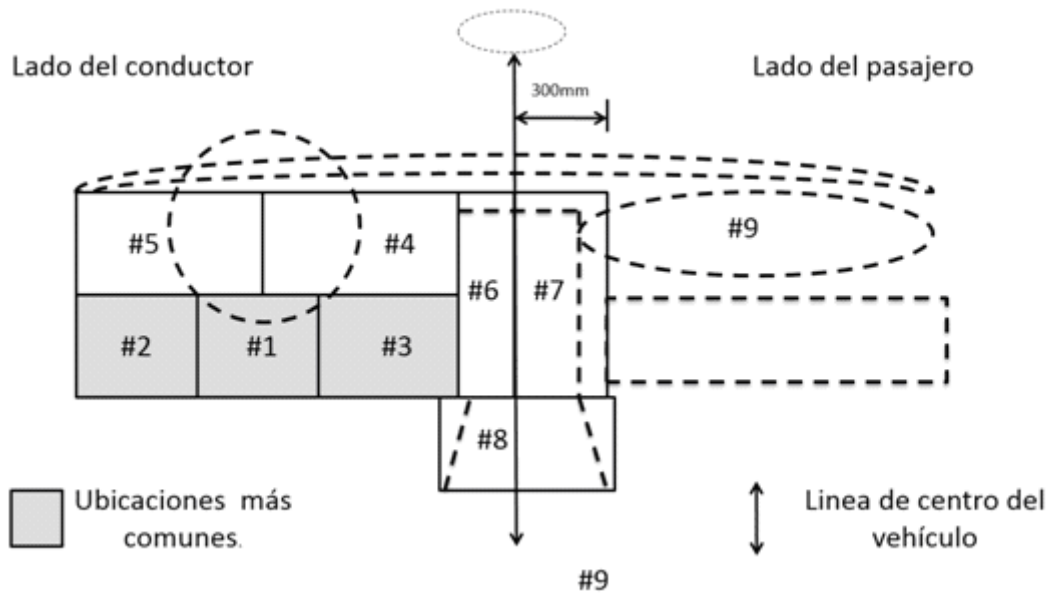 Lado del conductor
Lado del pasajero
300mm
#5
#4
#9
#6
#7
#2
#1
#3
#8
Ubicaciones más
comunes.
Linea de centro del
vehículo
#9